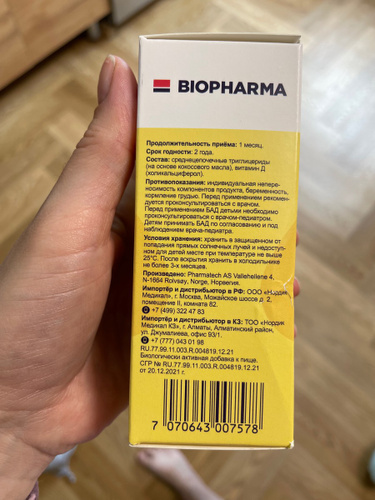 BIOPHARMA
Продолжительность приёма: 1 месяц.
Срок годности: 2 года.
Состав: среднецепочечные триглицериды
(на основе кокосового масла), витамин Д
(холикальциферол).
Противопоказания: индивидуальная непере-
носимость компонентов продукта, беременность,
кормление грудью. Перед применением рекомен-
дуется проконсультироваться с врачом.
Перед применением БАД детьми необходимо
проконсультироваться с врачом-педиатром.
Детям принимать БАД по согласованию и под
наблюдением врача-педиатра.
Условия хранения: хранить в защищенном от
попадания прямых солнечных лучей и недоступ-
ном для детей месте при температуре не выше
25°С. После вскрытия хранить в холодильнике
не более 3-х месяцев.
Произведено: Pharmatech AS Vallehellene 4,
N-1664 Rolvsøy, Norge, Норвегия.
Импортёр и дистрибьютор в РФ: ООО «Нордик
Медикал», г. Москва, Можайское шоссе д. 2,
помещение II, комната 82.
+7 (499) 322 47 83
Импортёр и дистрибьютор в КЗ: ТОО «Нордик
Медикал КЗ», г. Алматы, Алматинский район,
ул. Джумалиева, офис 93/1
+7 (777) 043 01 98
RU.77.99.11.003.R.004819.12.21
Биологически активная добавка к пище.
СГР № RU.77.99.11.003.R.004819.12.21
от 20.12.2021 г.
7 070643 007578